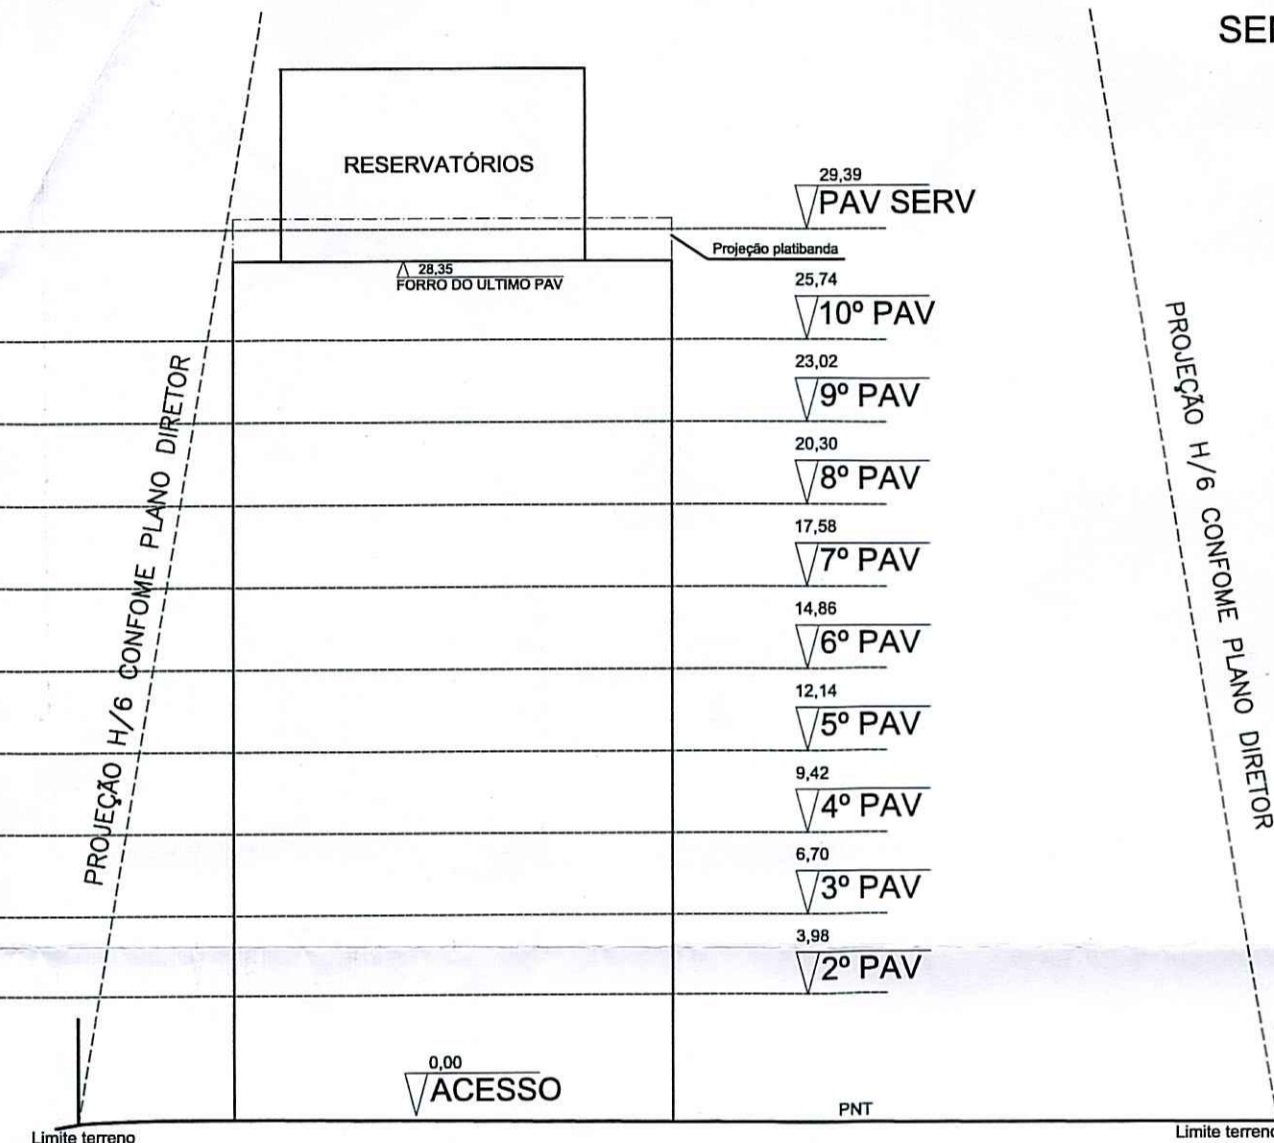 SEI
RESERVATÓRIOS
29,39
PAV SERV
Projeção platibanda
28,35
FORRO DO ULTIMO PAV
25,74
10º PAV
23,02
9º PAV
20,30
8º PAV
17,58
7º PAV
14,86
6º PAV
12,14
5º PAV
9,42
4º PAV
6,70
3º PAV
3,98
2º PAV
PROJEÇÃO H/6 CONFOME PLANO DIRETOR
PROJEÇÃO H/6 CONFOME PLANO DIRETOR
0,00
ACESSO
PNT
Limite terreno
Limite terreno